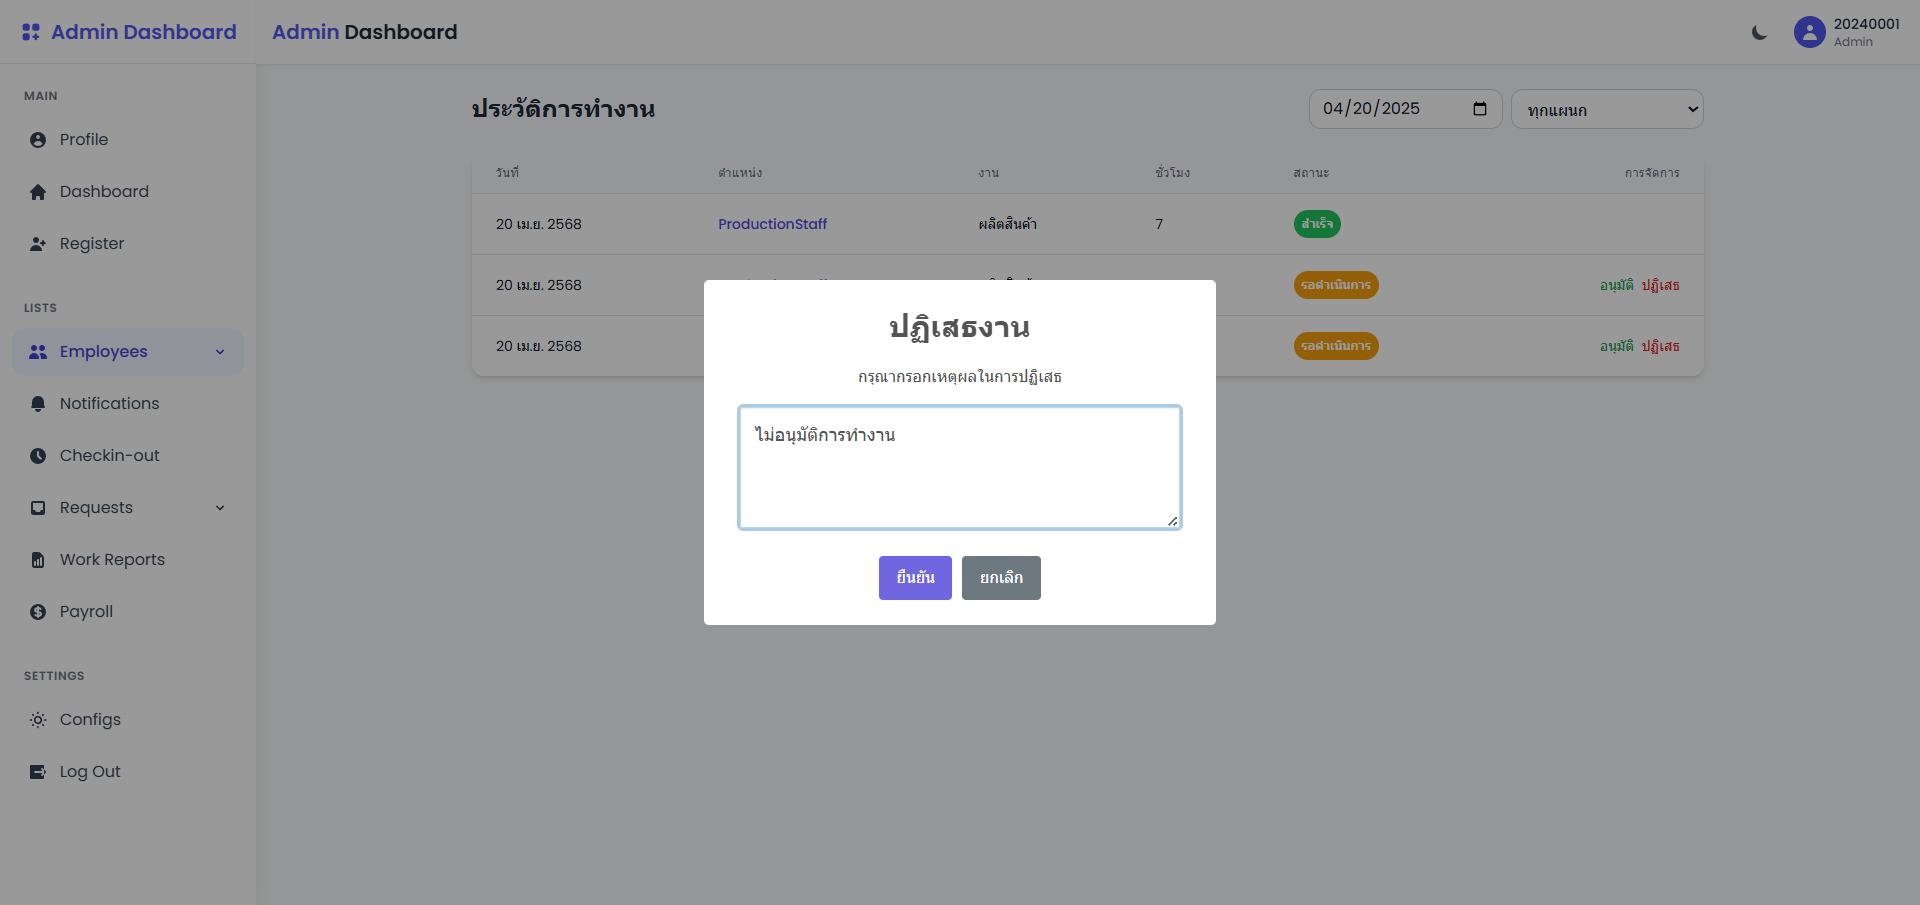 Admin Dashboard
Admin Dashboard
20240001
Admin
MAIN
Profile
Dashboard
Register
LISTS
Employees
Notifications
Checkin-out
Requests
Work Reports
Payroll
SETTINGS
Configs
Log Out
ประวัติการทำงาน
04/20/2025
ทุกแผนก
วันที่ ตำแหน่ง งาน ชั่วโมง สถานะ การจัดการ
20 เม.ย. 2568 ProductionStaff ผลิตสินค้า 7 สำเร็จ
20 เม.ย. 2568 รอดำเนินการ อนุมัติ ปฏิเสธ
20 เม.ย. 2568 รอดำเนินการ อนุมัติ ปฏิเสธ
ปฏิเสธงาน
กรุณากรอกเหตุผลในการปฏิเสธ
ไม่อนุมัติการทำงาน
ยืนยัน
ยกเลิก